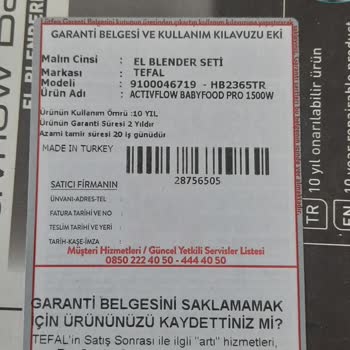 GARANTİ BELGESİ VE KULLANIM KILAVUZU EKİ
Malın Cinsi : EL BLENDER SETİ
Markası : TEFAL
Modeli : 9100046719 - HB2365TR
Ürün Adı : ACTIVFLOW BABYFOOD PRO 1500W
Ürünün Kullanım Ömrü :10 YIL
Ürünün Garanti Süresi 2 Yıldır
Azami tamir süresi 20 iş günüdür
MADE IN TURKEY
28756505
SATICI FİRMANIN
ÜNVANI-ADRES-TEL
FATURA TARİHİ VE NO
TESLİM TARİHİ VE YERİ
TARİH-KAŞE-İMZA
Müşteri Hizmetleri / Güncel Yetkili Servisler Listesi
0850 222 40 50 - 444 40 50
GARANTİ BELGESİNİ SAKLAMAMAK
İÇİN ÜRÜNÜNÜZÜ KAYDETTİNİZ Mİ?
TEFAL'in Satış Sonrası ile ilgili "artı" hizmetleri,
TR 10 yıl onarılabilir ürün
EN